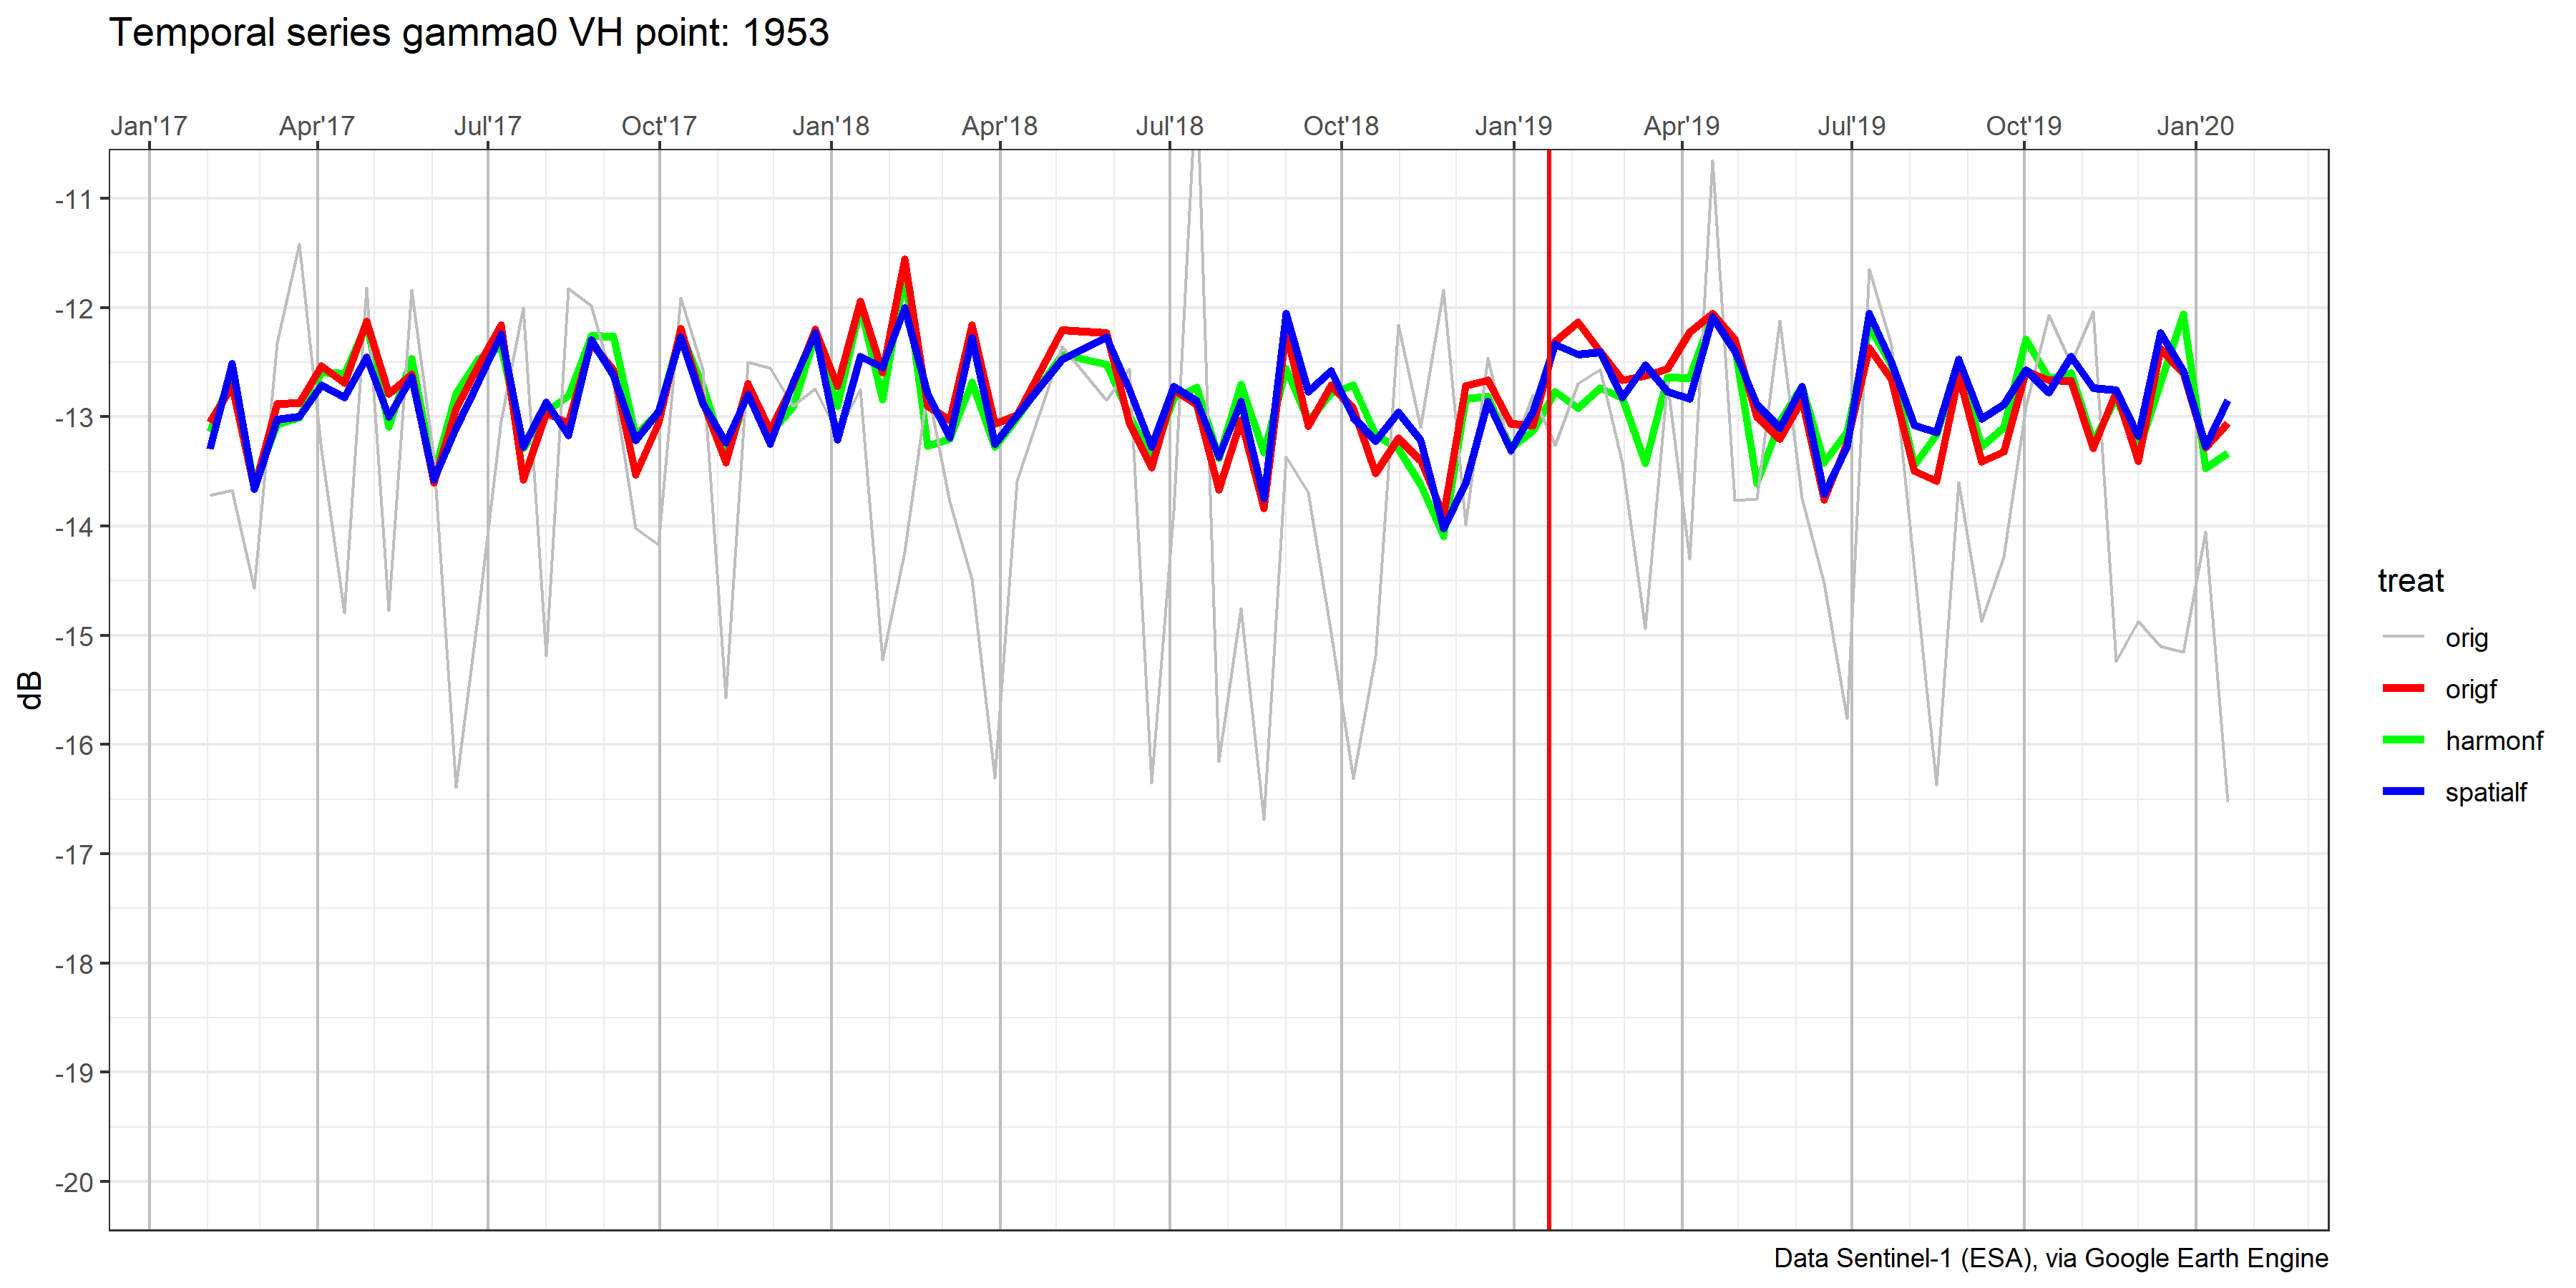 Temporal series gamma0 VH point: 1953
Jan'17 Apr'17 Jul'17 Oct'17 Jan'18 Apr'18 Jul'18 Oct'18 Jan'19 Apr'19 Jul'19 Oct'19 Jan'20
-11
-12
-13
-14
-15
-16
-17
-18
-19
-20
dB
treat
orig
origf
harmonf
spatialf
Data Sentinel-1 (ESA), via Google Earth Engine